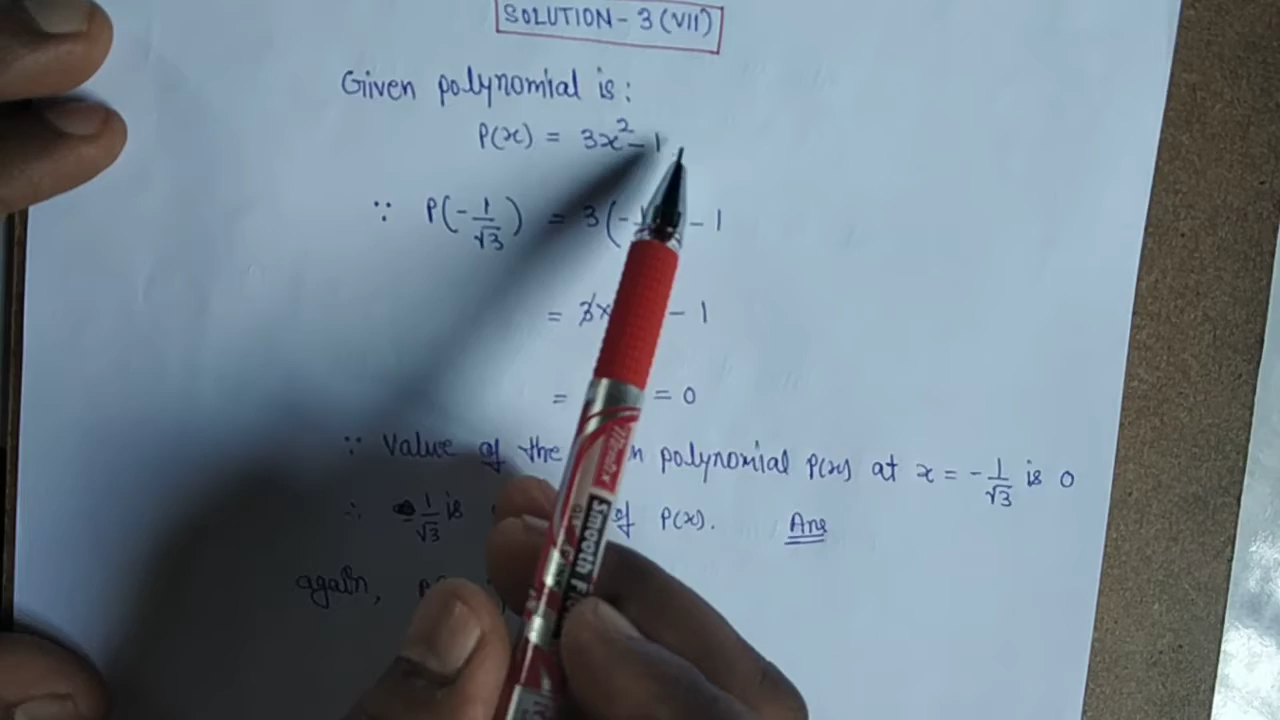 SOLUTION - 3 (VII)
Given polynomial is:
P(x) = 3x² - 1
∵ P(-1/√3) = 3(- - 1
= 3x - 1
= = 0
∵ Value of the polynomial P(x) at x = -1/√3 is 0
∴ -1/√3 is of P(x). Ans
again,
Smooth